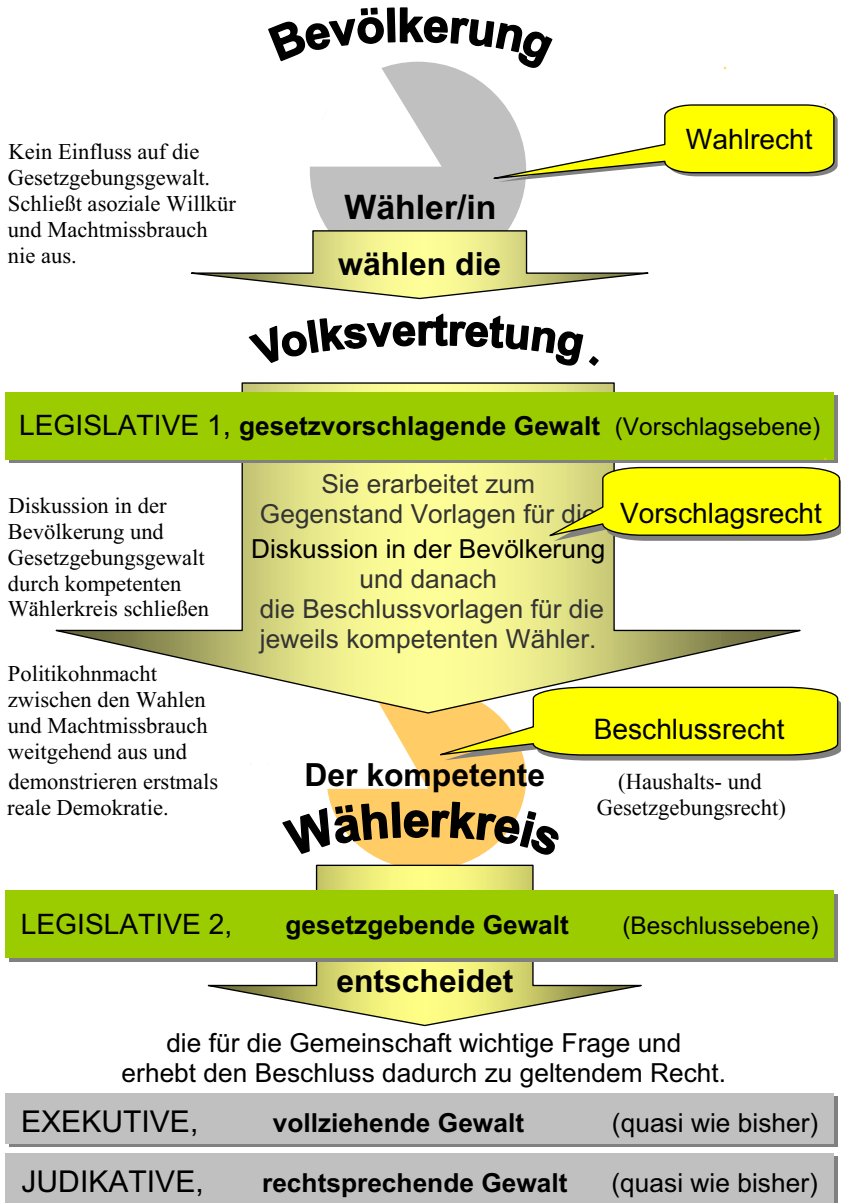 Bevölkerung
Wahlrecht
Kein Einfluss auf die
Gesetzgebungsgewalt.
Schließt asoziale Willkür
und Machtmissbrauch
nie aus.
Wähler/in
wählen die
Volksvertretung.
LEGISLATIVE 1, gesetzvorschlagende Gewalt (Vorschlagsebene)
Sie erarbeitet zum
Gegenstand Vorlagen für die
Diskussion in der Bevölkerung
und danach
die Beschlussvorlagen für die
jeweils kompetenten Wähler.
Vorschlagsrecht
Diskussion in der
Bevölkerung und
Gesetzgebungsgewalt
durch kompetenten
Wählerkreis schließen
Politikohnmacht
zwischen den Wahlen
und Machtmissbrauch
weitgehend aus und
demonstrieren erstmals
reale Demokratie.
Beschlussrecht
(Haushalts- und
Gesetzgebungsrecht)
Der kompetente
Wählerkreis
LEGISLATIVE 2, gesetzgebende Gewalt (Beschlussebene)
entscheidet
die für die Gemeinschaft wichtige Frage und
erhebt den Beschluss dadurch zu geltendem Recht.
EXEKUTIVE, vollziehende Gewalt (quasi wie bisher)
JUDIKATIVE, rechtsprechende Gewalt (quasi wie bisher)